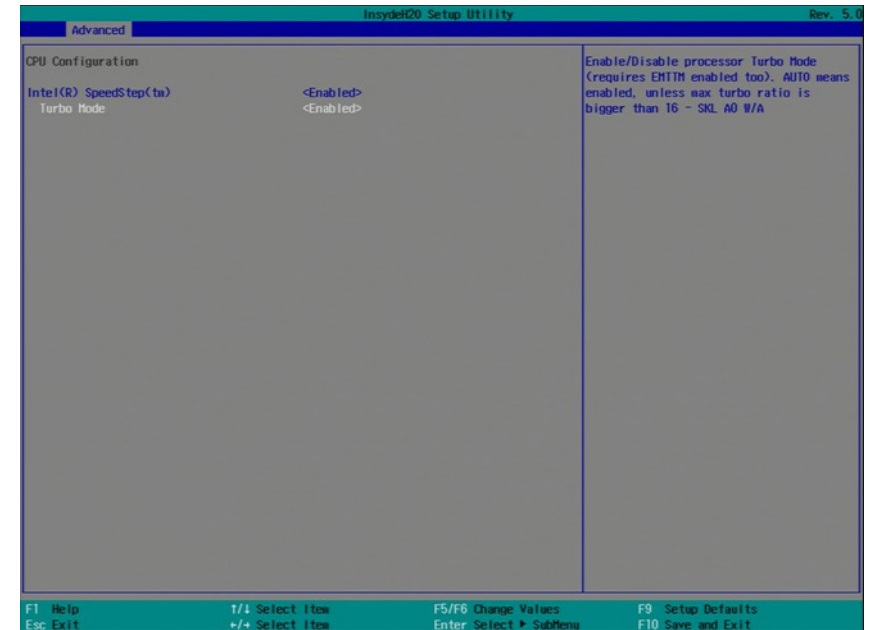 InsydeH20 Setup Utility Rev. 5.0
Advanced
CPU Configuration
Intel(R) SpeedStep(tm) <Enabled>
Turbo Mode <Enabled>
Enable/Disable processor Turbo Mode
(requires EMTTM enabled too). AUTO means
enabled, unless max turbo ratio is
bigger than 16 - SKL A0 W/A
F1 Help ↑/↓ Select Item F5/F6 Change Values F9 Setup Defaults
Esc Exit ←/→ Select Item Enter Select ▶ SubMenu F10 Save and Exit